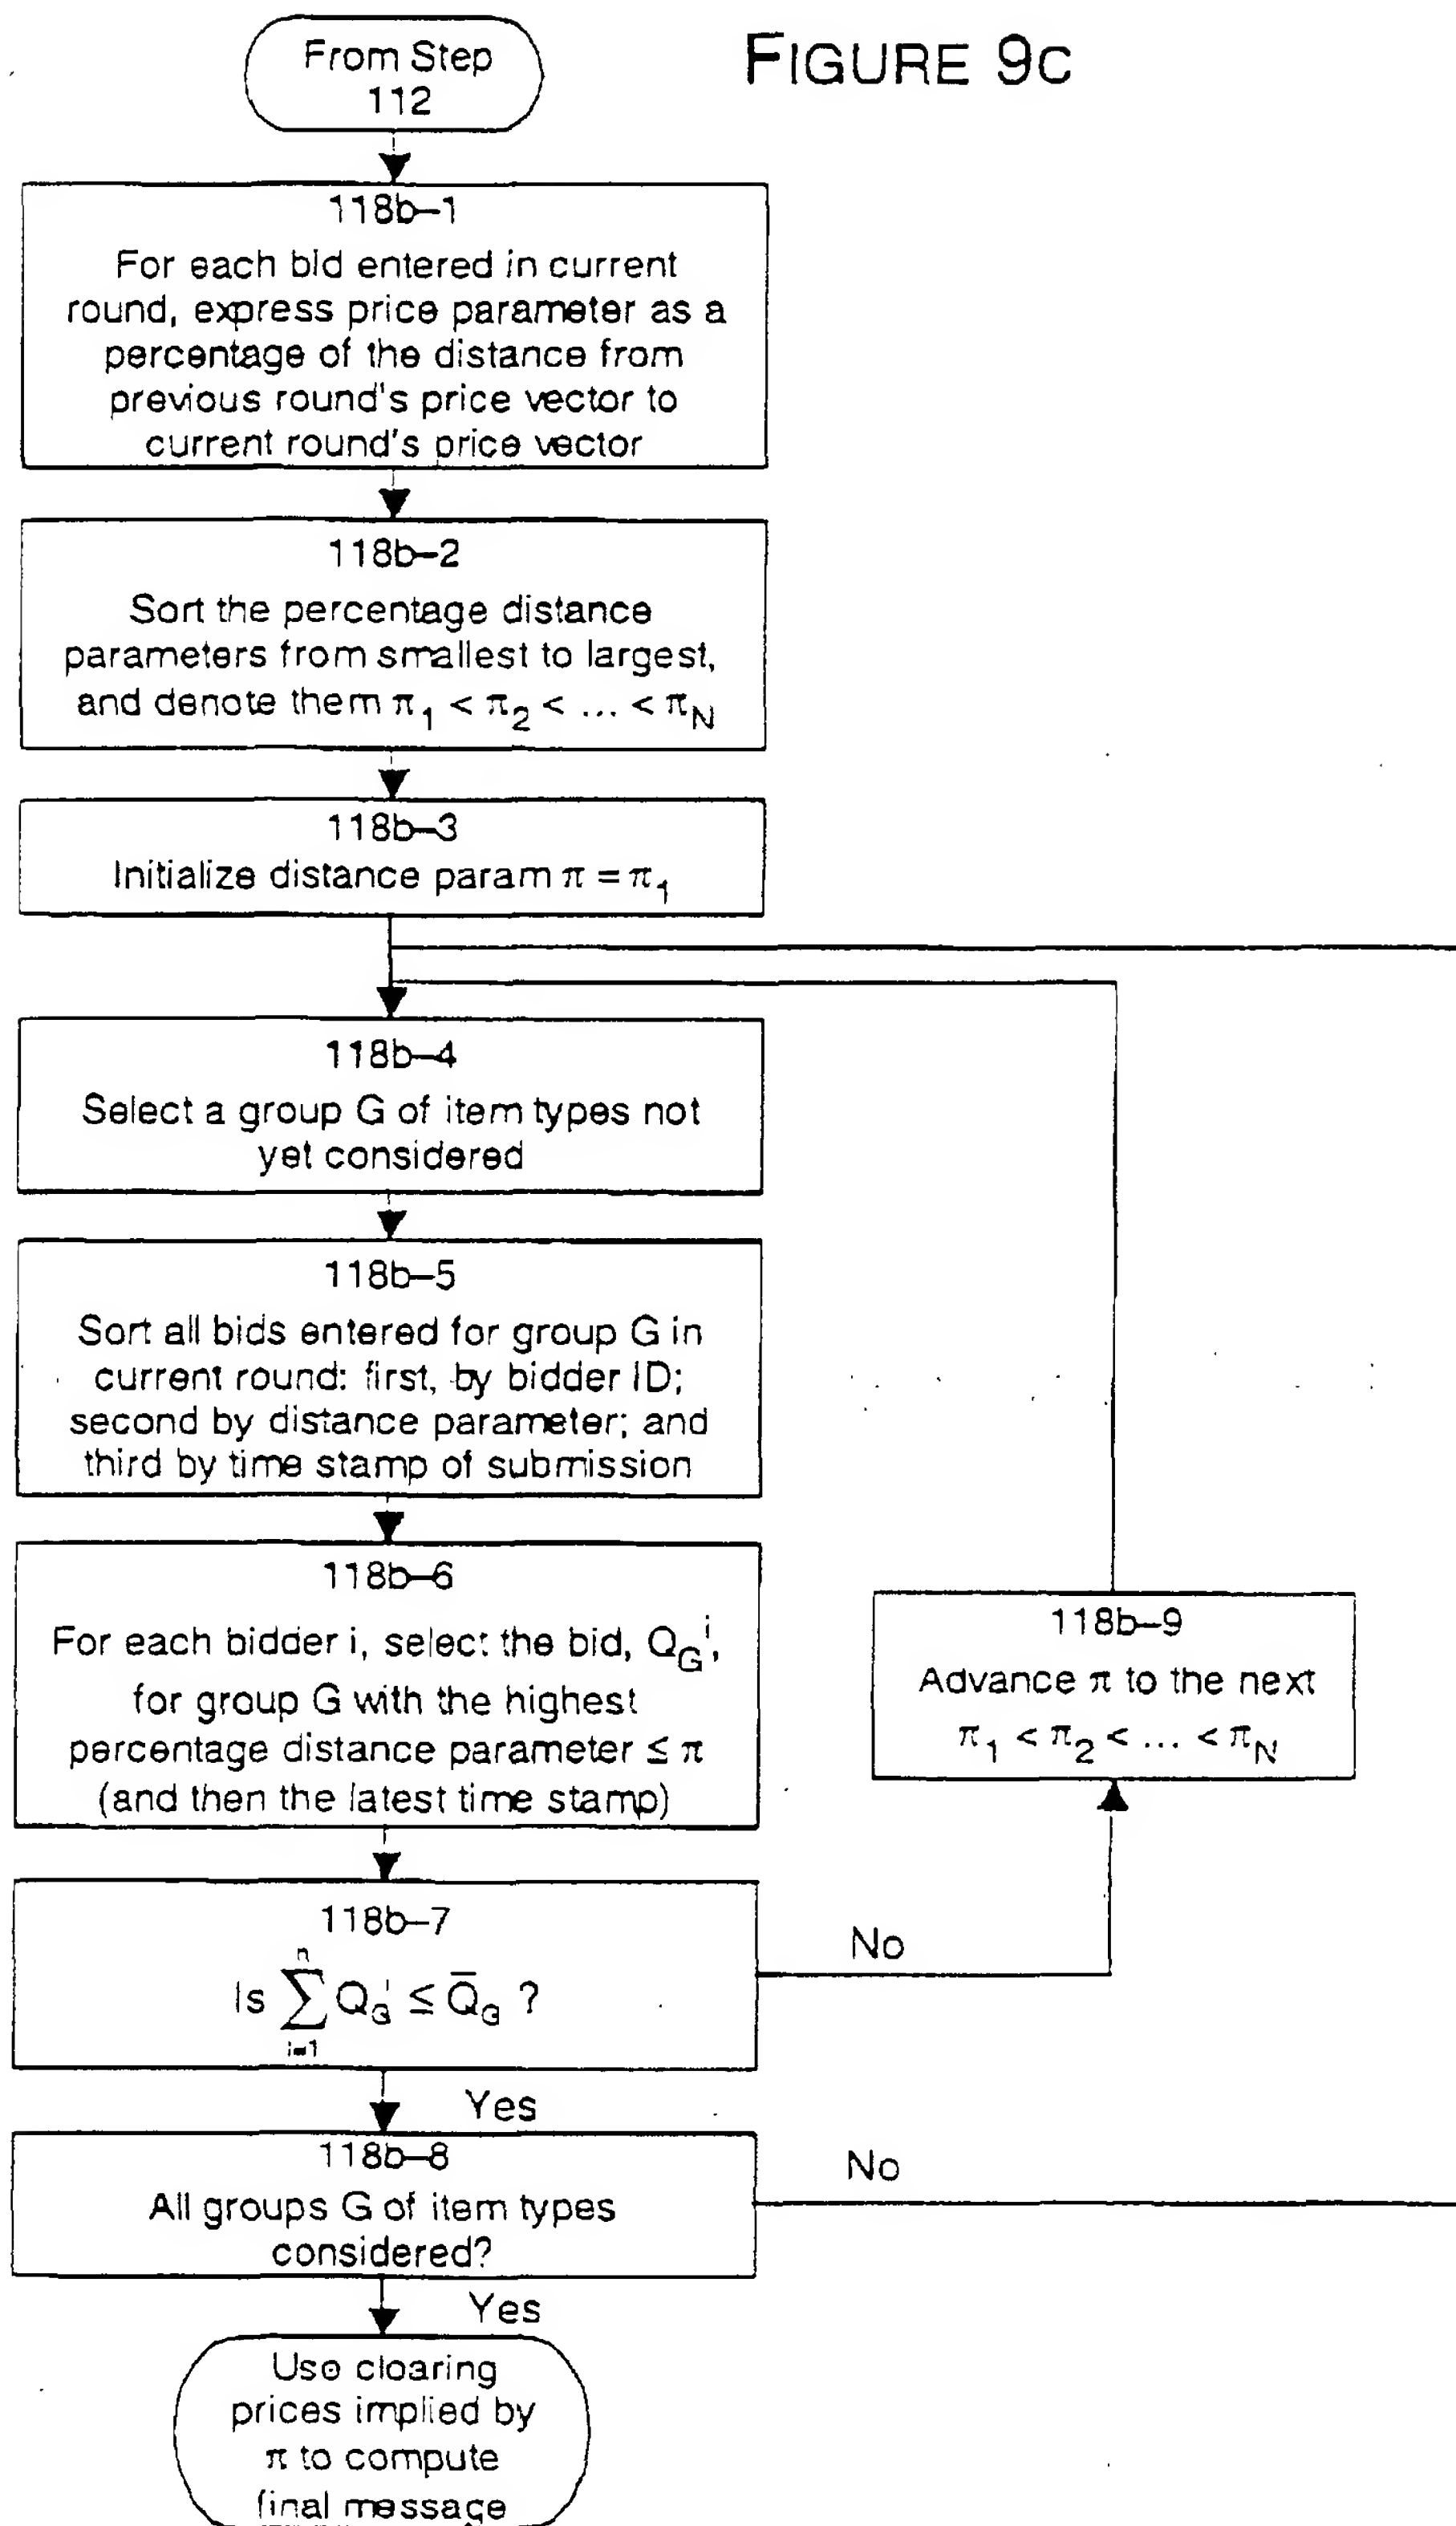 From Step
112
FIGURE 9C
118b–1
For each bid entered in current
round, express price parameter as a
percentage of the distance from
previous round's price vector to
current round's price vector
118b–2
Sort the percentage distance
parameters from smallest to largest,
and denote them π₁ < π₂ < ... < π_N
118b–3
Initialize distance param π = π₁
118b–4
Select a group G of item types not
yet considered
118b–5
Sort all bids entered for group G in
current round: first, by bidder ID;
second by distance parameter; and
third by time stamp of submission
118b–6
For each bidder i, select the bid, Q_G^i,
for group G with the highest
percentage distance parameter ≤ π
(and then the latest time stamp)
118b–9
Advance π to the next
π₁ < π₂ < ... < π_N
118b–7
Is ∑_{i=1}^{n} Q_G^i ≤ Q̄_G ?
No
Yes
118b–8
All groups G of item types
considered?
No
Yes
Use clearing
prices implied by
π to compute
final message